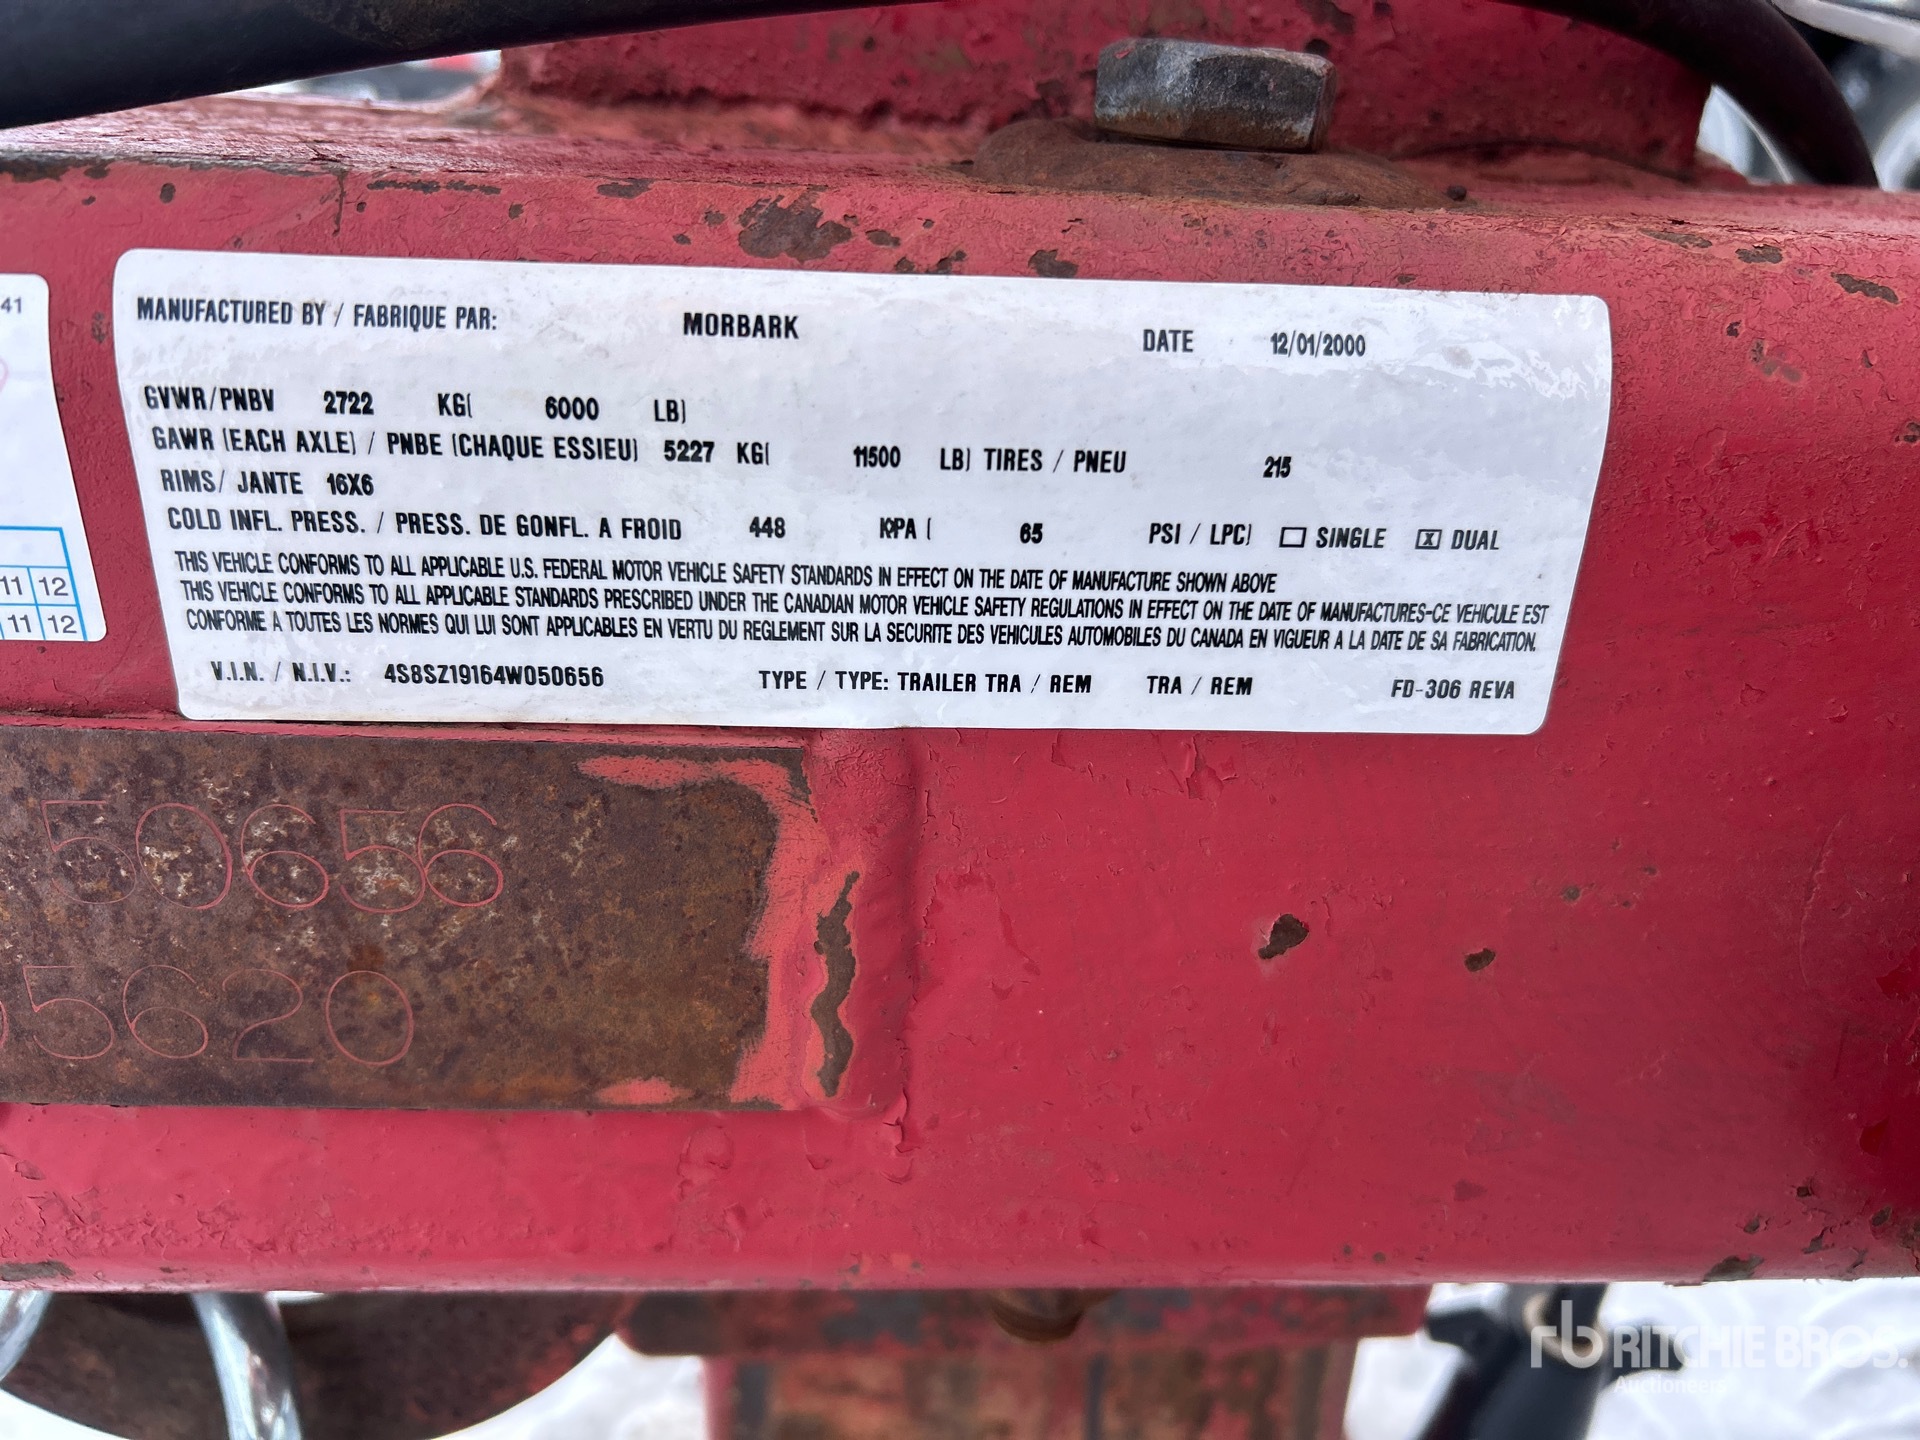 MANUFACTURED BY / FABRIQUE PAR: MORBARK DATE 12/01/2000
GVWR/PNBV 2722 KG( 6000 LB)
GAWR (EACH AXLE) / PNBE (CHAQUE ESSIEU) 5227 KG( 11500 LB) TIRES / PNEU 215
RIMS/ JANTE 16X6
COLD INFL. PRESS. / PRESS. DE GONFL. A FROID 448 KPA ( 65 PSI / LPC) SINGLE X DUAL
THIS VEHICLE CONFORMS TO ALL APPLICABLE U.S. FEDERAL MOTOR VEHICLE SAFETY STANDARDS IN EFFECT ON THE DATE OF MANUFACTURE SHOWN ABOVE
THIS VEHICLE CONFORMS TO ALL APPLICABLE STANDARDS PRESCRIBED UNDER THE CANADIAN MOTOR VEHICLE SAFETY REGULATIONS IN EFFECT ON THE DATE OF MANUFACTURES-CE VEHICULE EST
CONFORME A TOUTES LES NORMES QUI LUI SONT APPLICABLES EN VERTU DU REGLEMENT SUR LA SECURITE DES VEHICULES AUTOMOBILES DU CANADA EN VIGUEUR A LA DATE DE SA FABRICATION.
V.I.N. / N.I.V.: 4S8SZ19164W050656 TYPE / TYPE: TRAILER TRA / REM TRA / REM FD-306 REVA
41
11 12
11 12
50656
5620
rb RITCHIE BROS.
Auctioneers